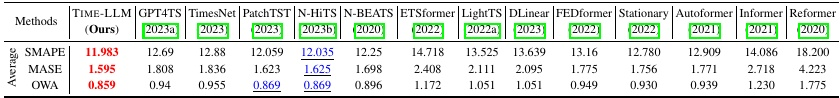 Methods TIME-LLM GPT4TS TimesNet PatchTST N-HiTS N-BEATS ETSformer LightTS DLinear FEDformer Stationary Autoformer Informer Reformer
(Ours) (2023a) (2023) (2023) (2023b) (2020) (2022) (2022a) (2023) (2022) (2022) (2021) (2021) (2020)
Average
SMAPE 11.983 12.69 12.88 12.059 12.035 12.25 14.718 13.525 13.639 13.16 12.780 12.909 14.086 18.200
MASE 1.595 1.808 1.836 1.623 1.625 1.698 2.408 2.111 2.095 1.775 1.756 1.771 2.718 4.223
OWA 0.859 0.94 0.955 0.869 0.869 0.896 1.172 1.051 1.051 0.949 0.930 0.939 1.230 1.775